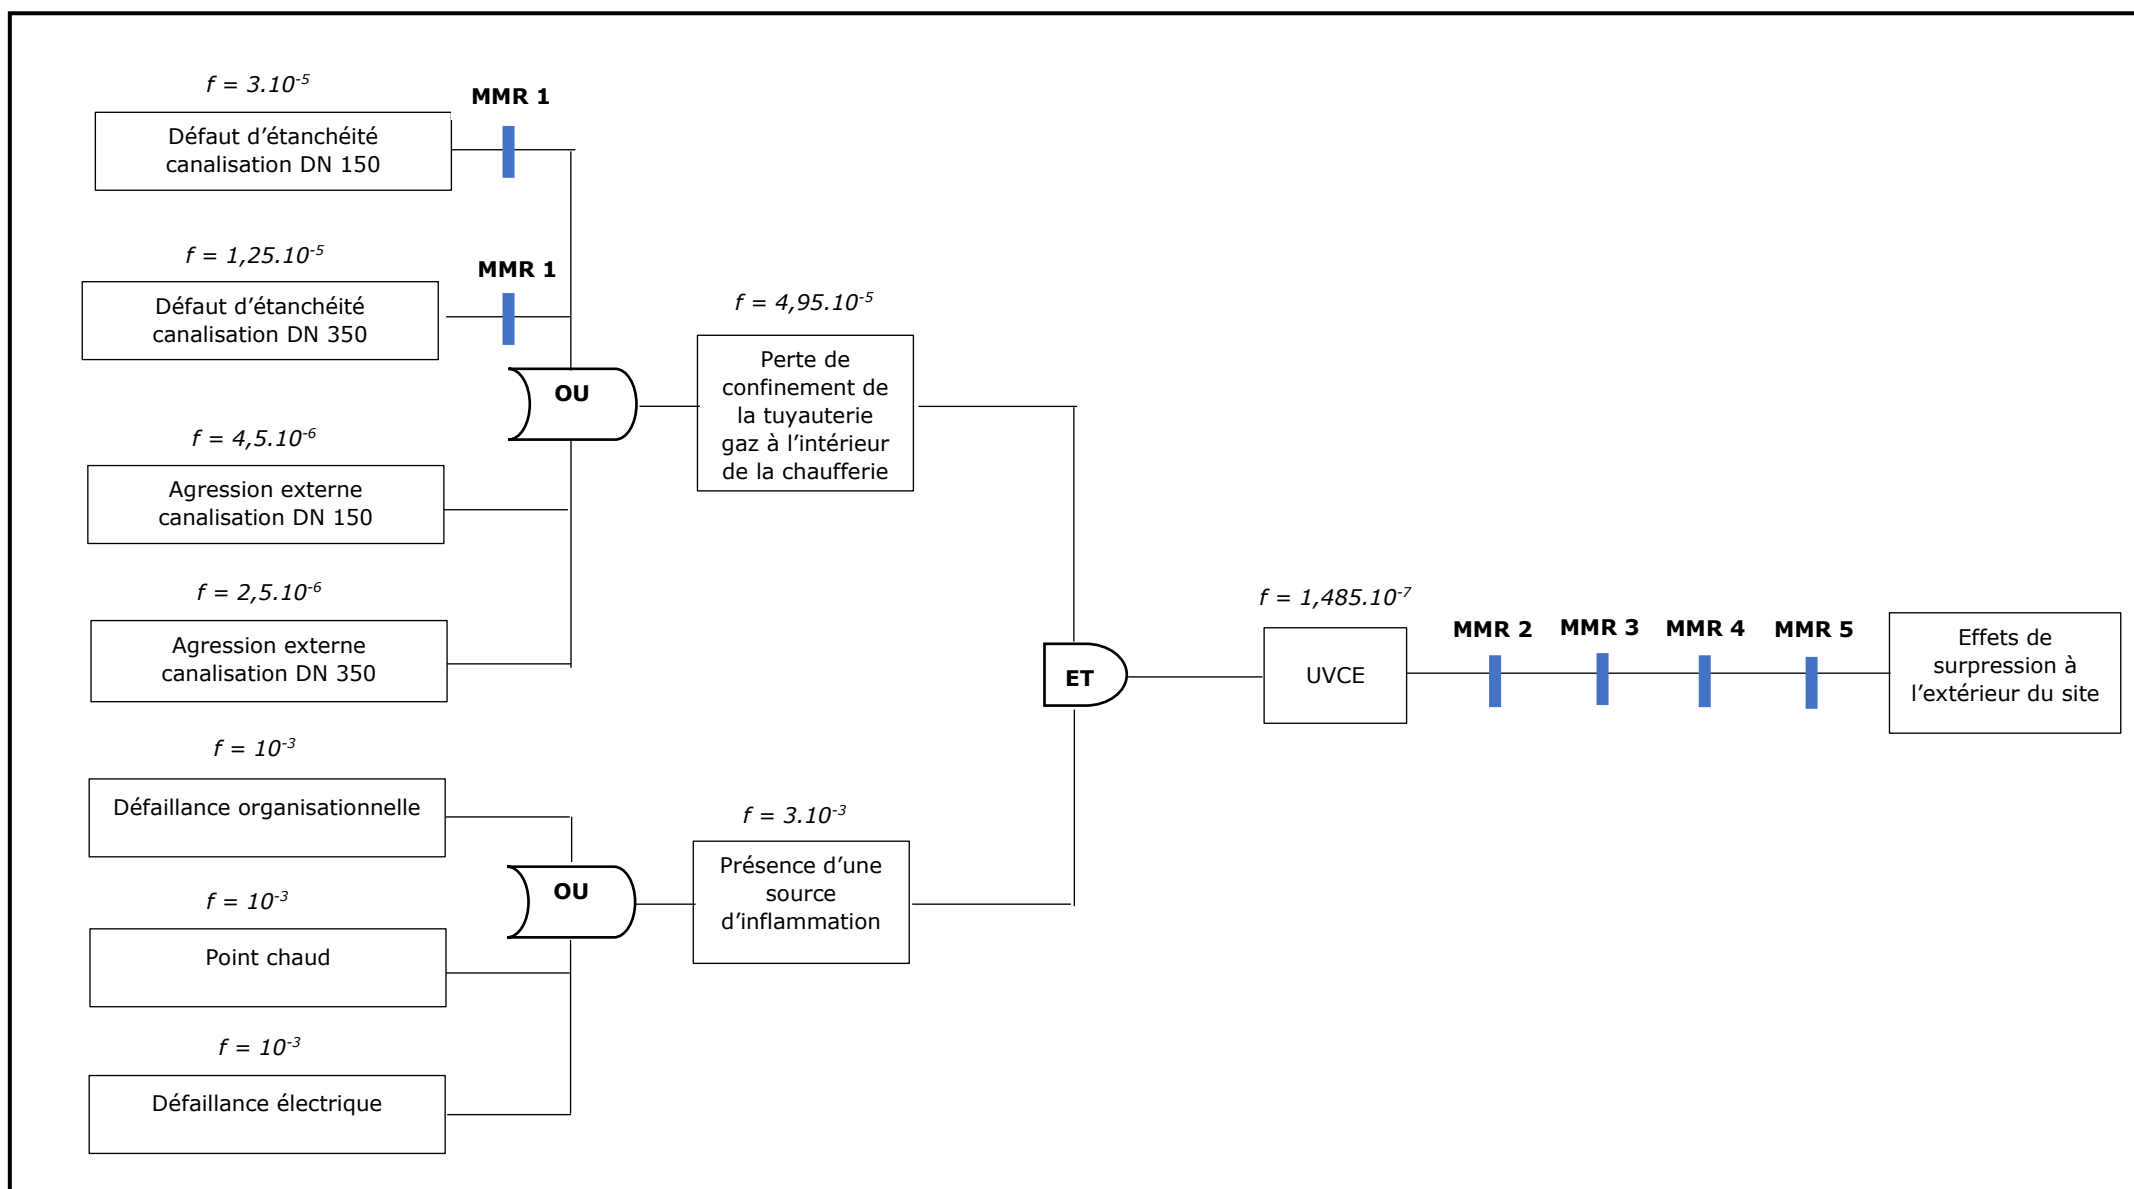 f = 3.10⁻⁵
MMR 1
Défaut d'étanchéité
canalisation DN 150
f = 1,25.10⁻⁵
MMR 1
Défaut d'étanchéité
canalisation DN 350
OU
f = 4,95.10⁻⁵
Perte de
confinement de
la tuyauterie
gaz à l'intérieur
de la chaufferie
f = 4,5.10⁻⁶
Agression externe
canalisation DN 150
f = 2,5.10⁻⁶
Agression externe
canalisation DN 350
ET
f = 1,485.10⁻⁷
UVCE
MMR 2
MMR 3
MMR 4
MMR 5
Effets de
surpression à
l'extérieur du site
f = 10⁻³
Défaillance organisationnelle
OU
f = 3.10⁻³
Présence d'une
source
d'inflammation
f = 10⁻³
Point chaud
f = 10⁻³
Défaillance électrique